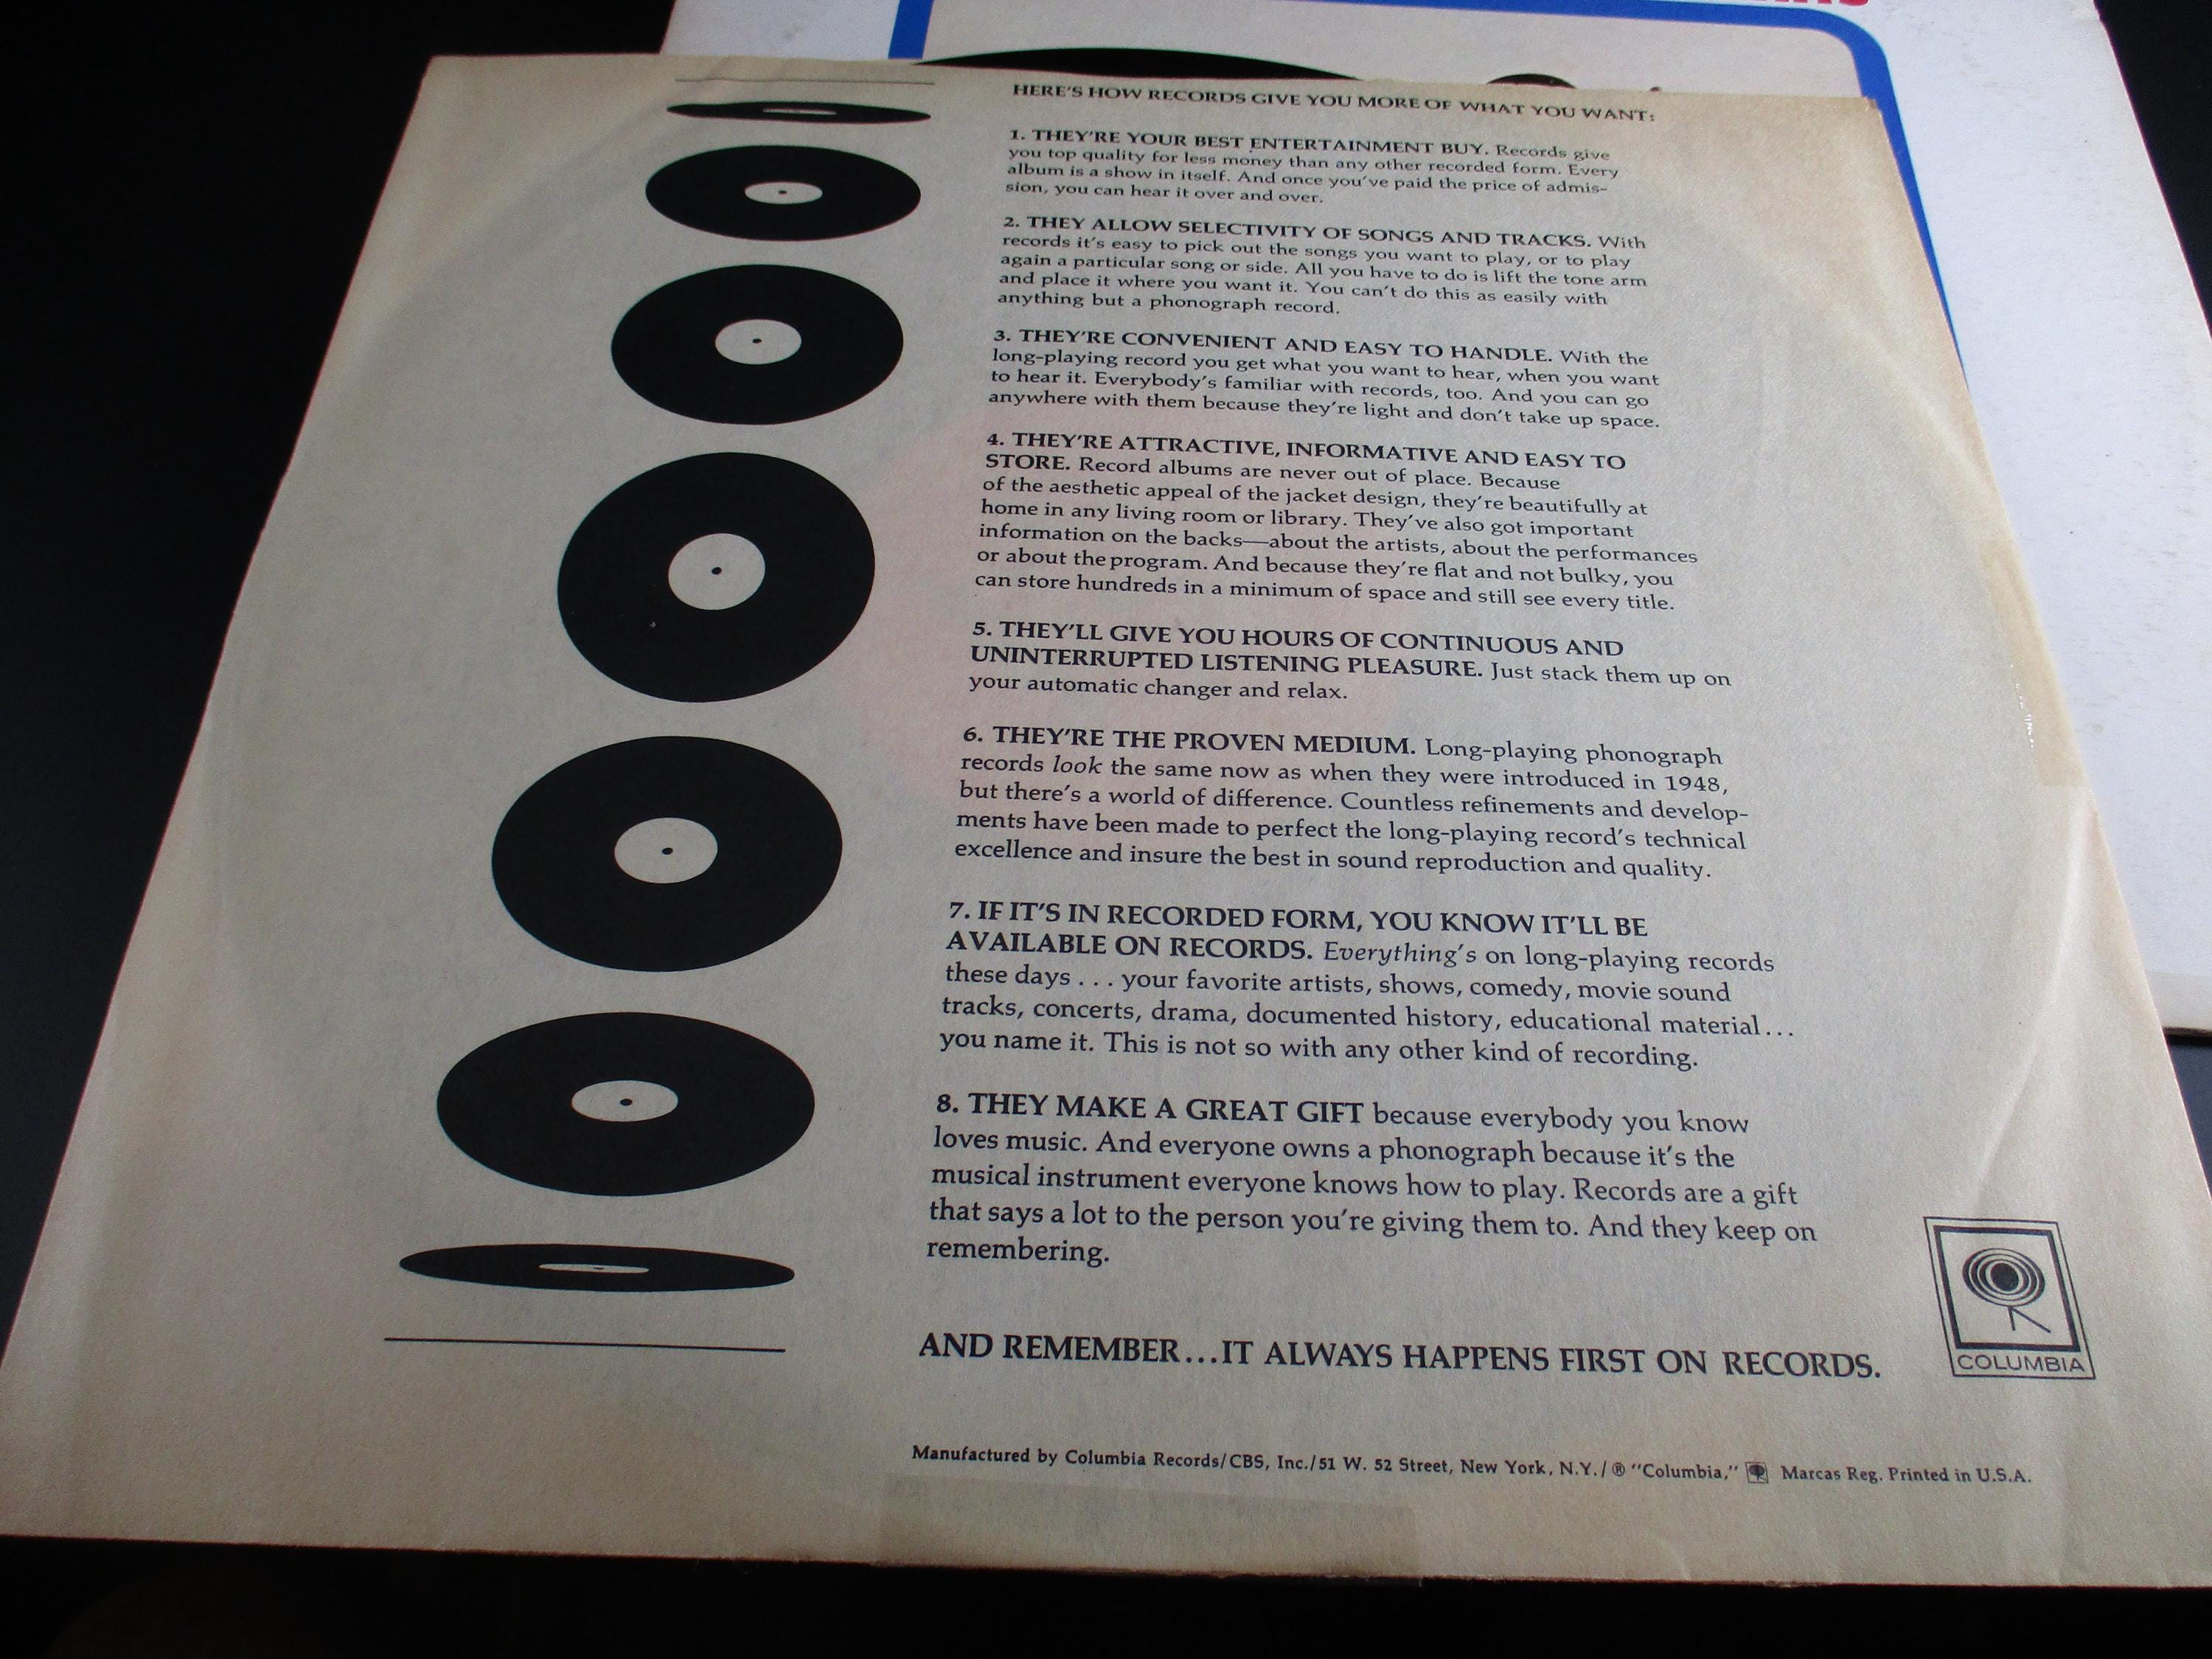 HERE'S HOW RECORDS GIVE YOU MORE OF WHAT YOU WANT:
1. THEY'RE YOUR BEST ENTERTAINMENT BUY. Records give
you top quality for less money than any other recorded form. Every
album is a show in itself. And once you've paid the price of admis-
sion, you can hear it over and over.
2. THEY ALLOW SELECTIVITY OF SONGS AND TRACKS. With
records it's easy to pick out the songs you want to play, or to play
again a particular song or side. All you have to do is lift the tone arm
and place it where you want it. You can't do this as easily with
anything but a phonograph record.
3. THEY'RE CONVENIENT AND EASY TO HANDLE. With the
long-playing record you get what you want to hear, when you want
to hear it. Everybody's familiar with records, too. And you can go
anywhere with them because they're light and don't take up space.
4. THEY'RE ATTRACTIVE, INFORMATIVE AND EASY TO
STORE. Record albums are never out of place. Because
of the aesthetic appeal of the jacket design, they're beautifully at
home in any living room or library. They've also got important
information on the backs—about the artists, about the performances
or about the program. And because they're flat and not bulky, you
can store hundreds in a minimum of space and still see every title.
5. THEY'LL GIVE YOU HOURS OF CONTINUOUS AND
UNINTERRUPTED LISTENING PLEASURE. Just stack them up on
your automatic changer and relax.
6. THEY'RE THE PROVEN MEDIUM. Long-playing phonograph
records look the same now as when they were introduced in 1948,
but there's a world of difference. Countless refinements and develop-
ments have been made to perfect the long-playing record's technical
excellence and insure the best in sound reproduction and quality.
7. IF IT'S IN RECORDED FORM, YOU KNOW IT'LL BE
AVAILABLE ON RECORDS. Everything's on long-playing records
these days . . . your favorite artists, shows, comedy, movie sound
tracks, concerts, drama, documented history, educational material . . .
you name it. This is not so with any other kind of recording.
8. THEY MAKE A GREAT GIFT because everybody you know
loves music. And everyone owns a phonograph because it's the
musical instrument everyone knows how to play. Records are a gift
that says a lot to the person you're giving them to. And they keep on
remembering.
AND REMEMBER...IT ALWAYS HAPPENS FIRST ON RECORDS.
COLUMBIA
Manufactured by Columbia Records/CBS, Inc./51 W. 52 Street, New York, N.Y./® "Columbia," Marcas Reg. Printed in U.S.A.